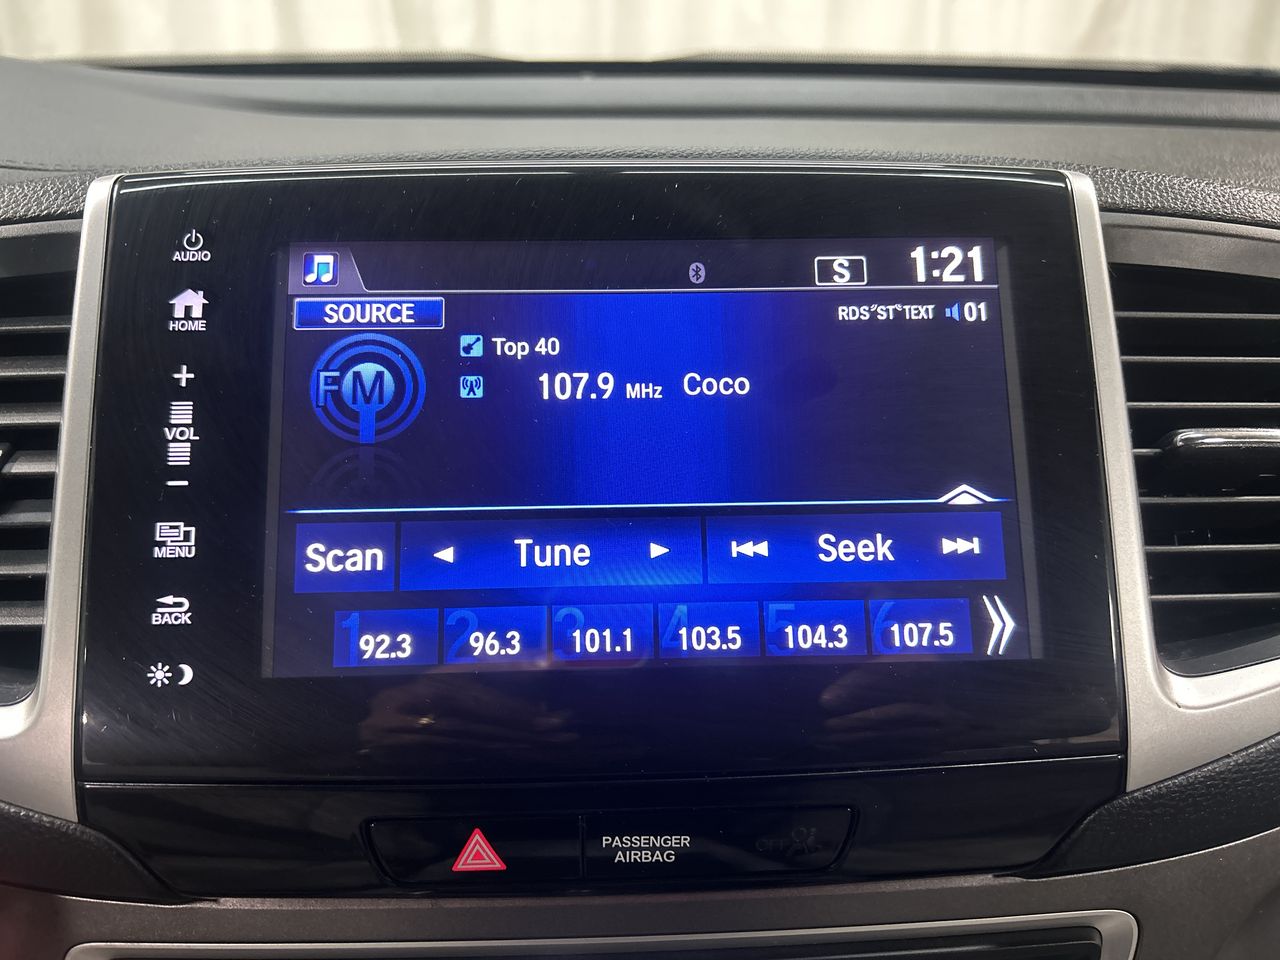 AUDIO
HOME
+
VOL
−
MENU
BACK
S 1:21
SOURCE
RDS "ST" TEXT 01
FM
Top 40
107.9 MHz Coco
Scan
Tune
Seek
1 92.3
2 96.3
3 101.1
4 103.5
5 104.3
6 107.5
PASSENGER
AIRBAG
OFF